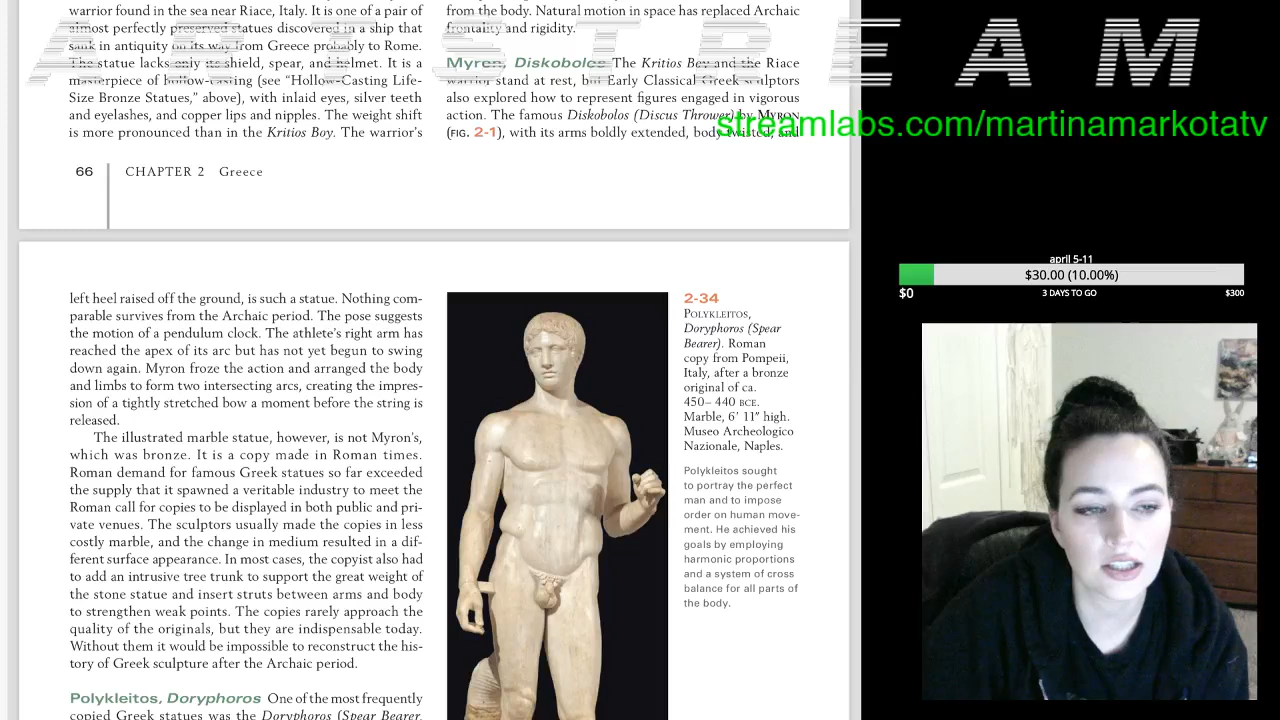 ART STREAM
streamlabs.com/martinamarkotatv
warrior found in the sea near Riace, Italy. It is one of a pair of
almost perfectly preserved statues discovered in a ship that
sank in antiquity on its way from Greece probably to Rome.
The statue lacks only its shield, spear, and helmet. It is a
masterpiece of hollow-casting (see “Hollow-Casting Life-
Size Bronze Statues,” above), with inlaid eyes, silver teeth
and eyelashes, and copper lips and nipples. The weight shift
is more pronounced than in the Kritios Boy. The warrior’s
from the body. Natural motion in space has replaced Archaic
frontality and rigidity.
Myron, Diskobolos The Kritios Boy and the Riace
warrior stand at rest, but Early Classical Greek sculptors
also explored how to represent figures engaged in vigorous
action. The famous Diskobolos (Discus Thrower) by MYRON
(FIG. 2-1), with its arms boldly extended, body twisted, and
66 CHAPTER 2 Greece
left heel raised off the ground, is such a statue. Nothing com-
parable survives from the Archaic period. The pose suggests
the motion of a pendulum clock. The athlete’s right arm has
reached the apex of its arc but has not yet begun to swing
down again. Myron froze the action and arranged the body
and limbs to form two intersecting arcs, creating the impres-
sion of a tightly stretched bow a moment before the string is
released.
The illustrated marble statue, however, is not Myron’s,
which was bronze. It is a copy made in Roman times.
Roman demand for famous Greek statues so far exceeded
the supply that it spawned a veritable industry to meet the
Roman call for copies to be displayed in both public and pri-
vate venues. The sculptors usually made the copies in less
costly marble, and the change in medium resulted in a dif-
ferent surface appearance. In most cases, the copyist also had
to add an intrusive tree trunk to support the great weight of
the stone statue and insert struts between arms and body
to strengthen weak points. The copies rarely approach the
quality of the originals, but they are indispensable today.
Without them it would be impossible to reconstruct the his-
tory of Greek sculpture after the Archaic period.
Polykleitos, Doryphoros One of the most frequently
copied Greek statues was the Doryphoros (Spear Bearer,
2-34
POLYKLEITOS,
Doryphoros (Spear
Bearer). Roman
copy from Pompeii,
Italy, after a bronze
original of ca.
450– 440 BCE.
Marble, 6’ 11” high.
Museo Archeologico
Nazionale, Naples.
Polykleitos sought
to portray the perfect
man and to impose
order on human move-
ment. He achieved his
goals by employing
harmonic proportions
and a system of cross
balance for all parts of
the body.
april 5-11
$30.00 (10.00%)
$0 3 DAYS TO GO $300